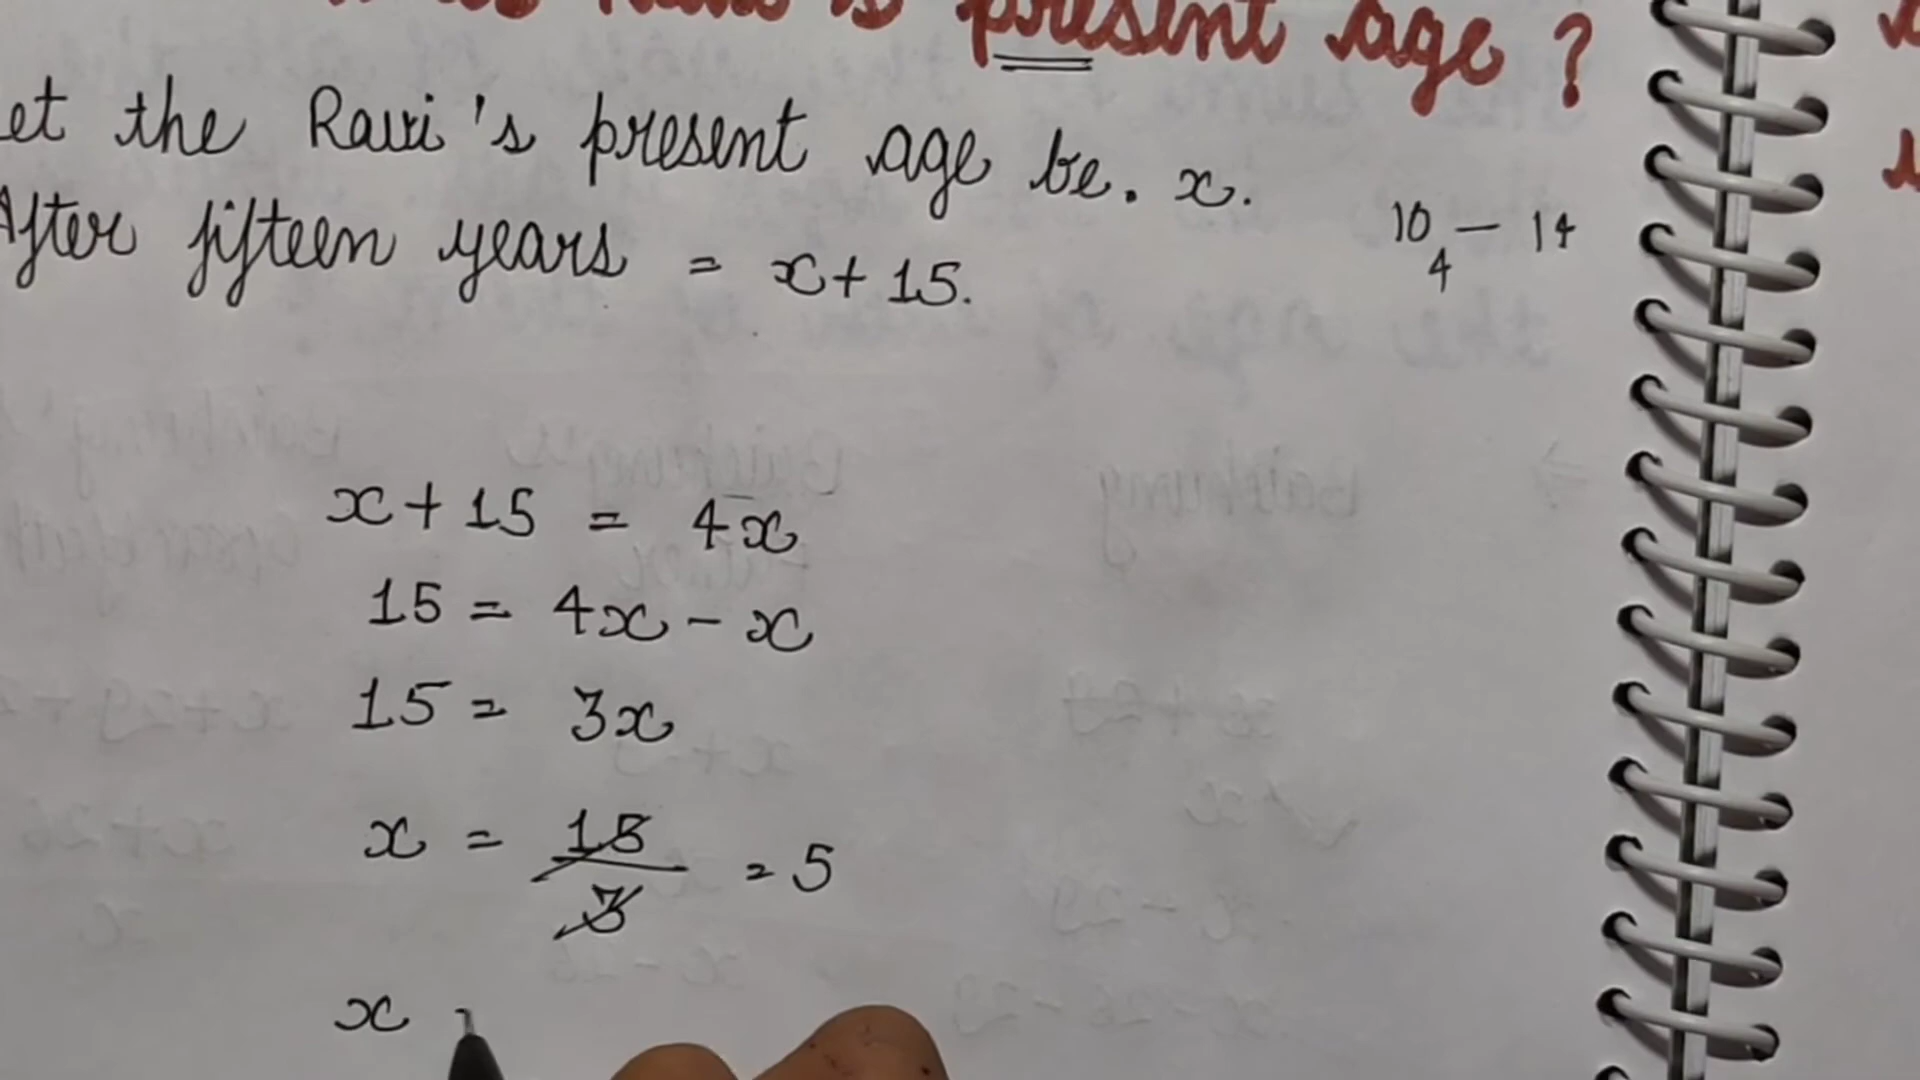 is present age ?
et the Ravi's present age be. x.
After fifteen years = x + 15.
10 - 14
4
x + 15 = 4x
15 = 4x - x
15 = 3x
x = 15/3 = 5
x